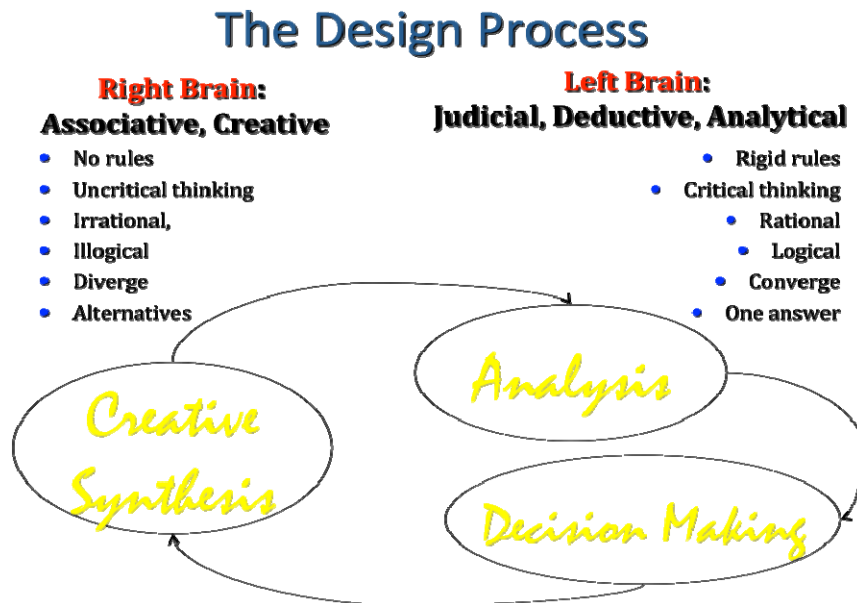 The Design Process
Right Brain:
Associative, Creative
No rules
Uncritical thinking
Irrational,
Illogical
Diverge
Alternatives
Left Brain:
Judicial, Deductive, Analytical
Rigid rules
Critical thinking
Rational
Logical
Converge
One answer
Creative
Synthesis
Analysis
Decision Making